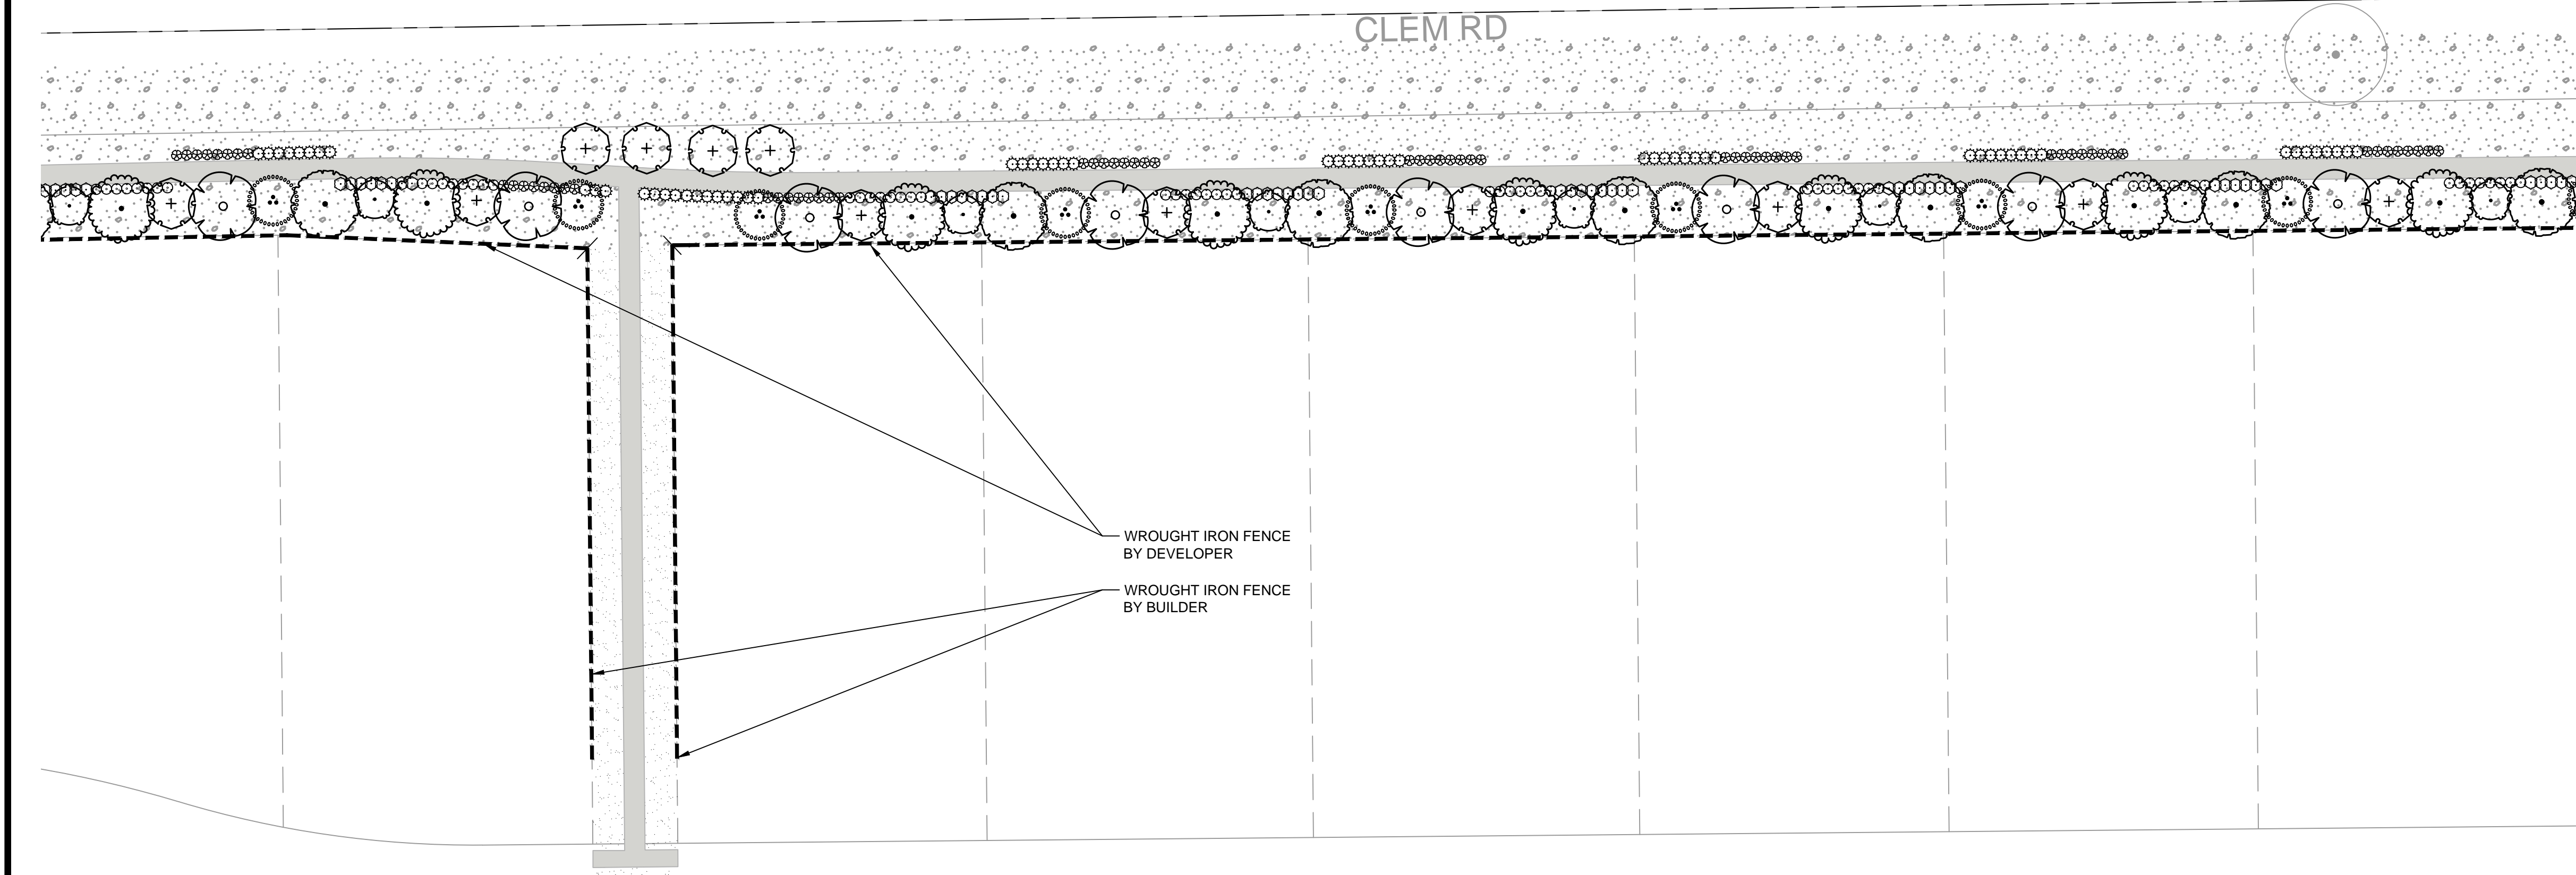 CLEM RD
WROUGHT IRON FENCE
BY DEVELOPER
WROUGHT IRON FENCE
BY BUILDER